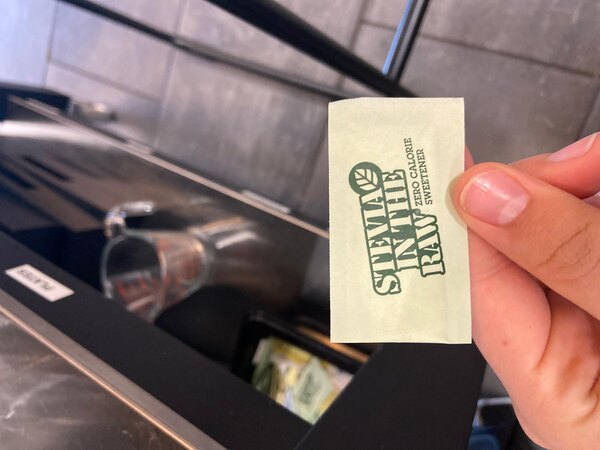 STEVIA
IN THE
RAW
ZERO CALORIE
SWEETENER